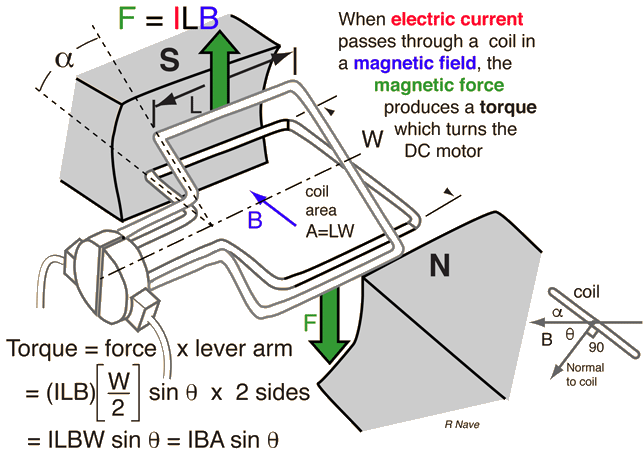 F = ILB
When electric current
passes through a coil in
a magnetic field, the
magnetic force
produces a torque
which turns the
DC motor
α
S
L
W
B
coil
area
A=LW
N
F
coil
α
B
θ
90
Normal
to coil
Torque = force x lever arm
= (ILB) [W/2] sin θ x 2 sides
= ILBW sin θ = IBA sin θ
R Nave